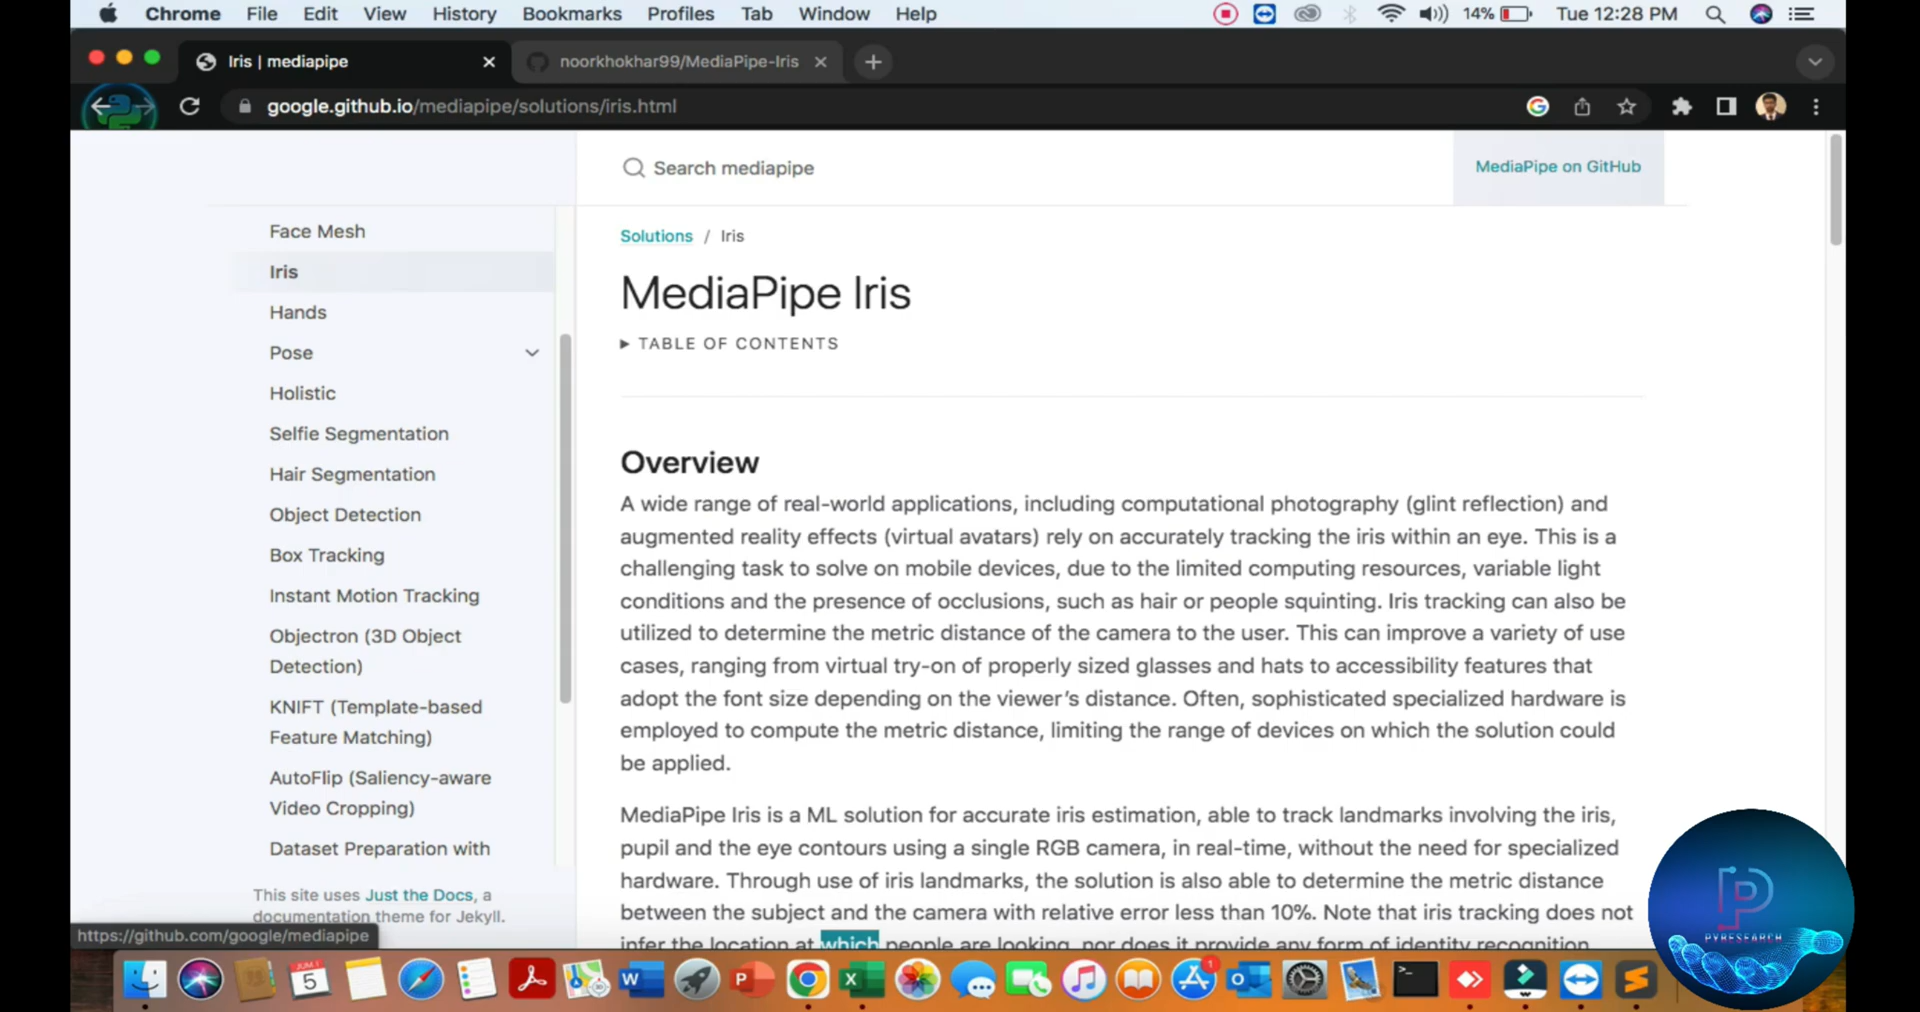 Chrome File Edit View History Bookmarks Profiles Tab Window Help 14% Tue 12:28 PM
Iris | mediapipe noorkhokhar99/MediaPipe-Iris
google.github.io/mediapipe/solutions/iris.html
Search mediapipe
MediaPipe on GitHub
Face Mesh
Iris
Hands
Pose
Holistic
Selfie Segmentation
Hair Segmentation
Object Detection
Box Tracking
Instant Motion Tracking
Objectron (3D Object
Detection)
KNIFT (Template-based
Feature Matching)
AutoFlip (Saliency-aware
Video Cropping)
Dataset Preparation with
This site uses Just the Docs, a
documentation theme for Jekyll.
https://github.com/google/mediapipe
Solutions / Iris
MediaPipe Iris
TABLE OF CONTENTS
Overview
A wide range of real-world applications, including computational photography (glint reflection) and
augmented reality effects (virtual avatars) rely on accurately tracking the iris within an eye. This is a
challenging task to solve on mobile devices, due to the limited computing resources, variable light
conditions and the presence of occlusions, such as hair or people squinting. Iris tracking can also be
utilized to determine the metric distance of the camera to the user. This can improve a variety of use
cases, ranging from virtual try-on of properly sized glasses and hats to accessibility features that
adopt the font size depending on the viewer’s distance. Often, sophisticated specialized hardware is
employed to compute the metric distance, limiting the range of devices on which the solution could
be applied.
MediaPipe Iris is a ML solution for accurate iris estimation, able to track landmarks involving the iris,
pupil and the eye contours using a single RGB camera, in real-time, without the need for specialized
hardware. Through use of iris landmarks, the solution is also able to determine the metric distance
between the subject and the camera with relative error less than 10%. Note that iris tracking does not
infer the location at which people are looking, nor does it provide any form of identity recognition.
PYRESEARCH
5
1